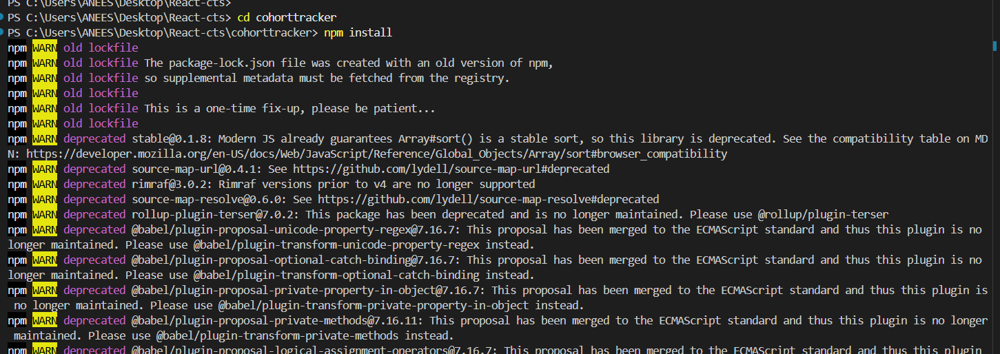 PS C:\Users\ANEES\Desktop\React-cts>
PS C:\Users\ANEES\Desktop\React-cts> cd cohorttracker
PS C:\Users\ANEES\Desktop\React-cts\cohorttracker> npm install
npm WARN old lockfile
npm WARN old lockfile The package-lock.json file was created with an old version of npm,
npm WARN old lockfile so supplemental metadata must be fetched from the registry.
npm WARN old lockfile
npm WARN old lockfile This is a one-time fix-up, please be patient...
npm WARN old lockfile
npm WARN deprecated stable@0.1.8: Modern JS already guarantees Array#sort() is a stable sort, so this library is deprecated. See the compatibility table on MD
N: https://developer.mozilla.org/en-US/docs/Web/JavaScript/Reference/Global_Objects/Array/sort#browser_compatibility
npm WARN deprecated source-map-url@0.4.1: See https://github.com/lydell/source-map-url#deprecated
npm WARN deprecated rimraf@3.0.2: Rimraf versions prior to v4 are no longer supported
npm WARN deprecated source-map-resolve@0.6.0: See https://github.com/lydell/source-map-resolve#deprecated
npm WARN deprecated rollup-plugin-terser@7.0.2: This package has been deprecated and is no longer maintained. Please use @rollup/plugin-terser
npm WARN deprecated @babel/plugin-proposal-unicode-property-regex@7.16.7: This proposal has been merged to the ECMAScript standard and thus this plugin is no
longer maintained. Please use @babel/plugin-transform-unicode-property-regex instead.
npm WARN deprecated @babel/plugin-proposal-optional-catch-binding@7.16.7: This proposal has been merged to the ECMAScript standard and thus this plugin is no
longer maintained. Please use @babel/plugin-transform-optional-catch-binding instead.
npm WARN deprecated @babel/plugin-proposal-private-property-in-object@7.16.7: This proposal has been merged to the ECMAScript standard and thus this plugin is
no longer maintained. Please use @babel/plugin-transform-private-property-in-object instead.
npm WARN deprecated @babel/plugin-proposal-private-methods@7.16.11: This proposal has been merged to the ECMAScript standard and thus this plugin is no longer
maintained. Please use @babel/plugin-transform-private-methods instead.
npm WARN deprecated @babel/plugin-proposal-logical-assignment-operators@7.16.7: This proposal has been merged to the ECMAScript standard and thus this plugin